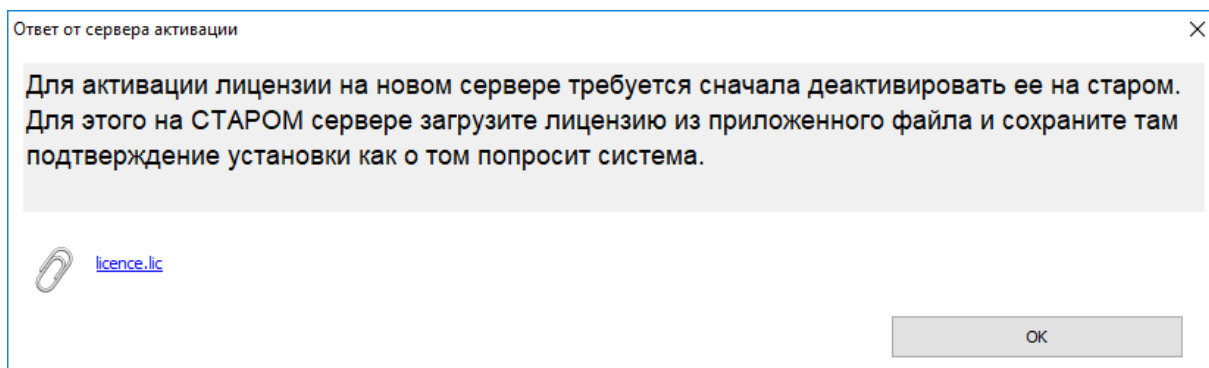 Ответ от сервера активации
Для активации лицензии на новом сервере требуется сначала деактивировать ее на старом.
Для этого на СТАРОМ сервере загрузите лицензию из приложенного файла и сохраните там
подтверждение установки как о том попросит система.
licence.lic
ОК